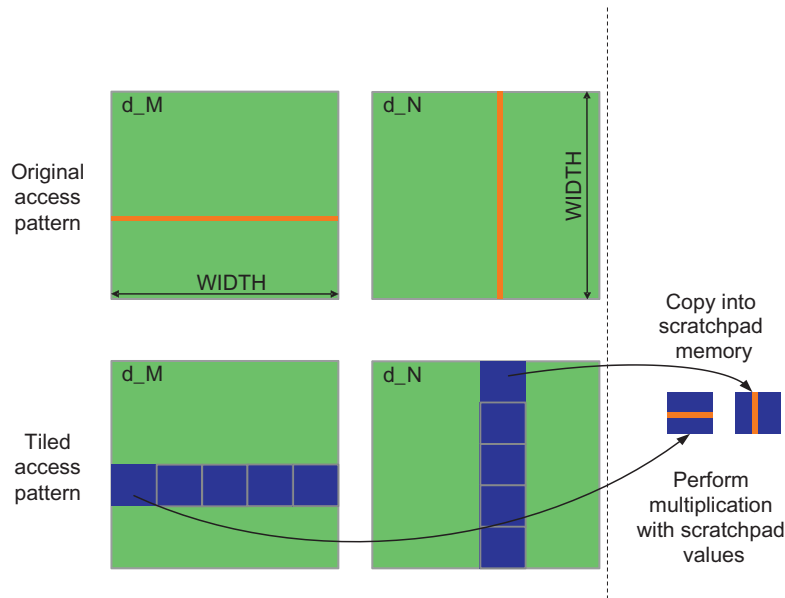 d_M
d_N
Original
access
pattern
WIDTH
WIDTH
Copy into
scratchpad
memory
d_M
d_N
Tiled
access
pattern
Perform
multiplication
with scratchpad
values